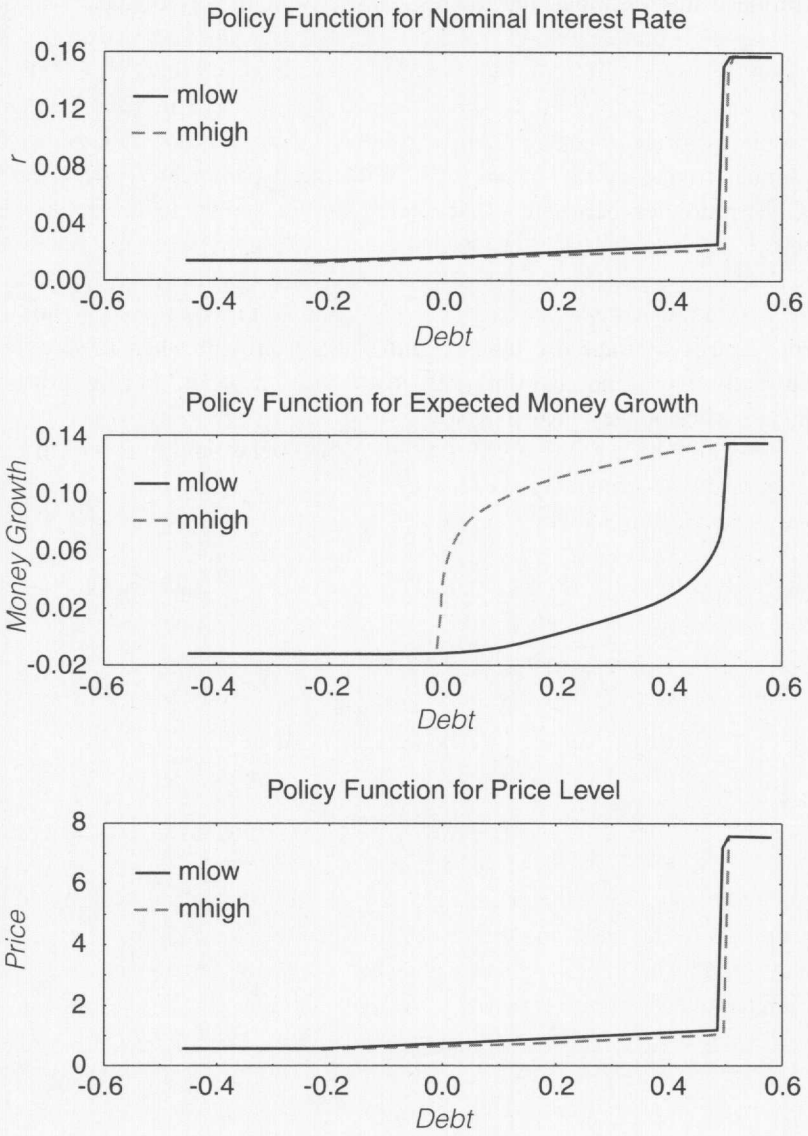 Policy Function for Nominal Interest Rate
0.16
0.12
0.08
0.04
0.00
r
mlow
mhigh
-0.6 -0.4 -0.2 0.0 0.2 0.4 0.6
Debt
Policy Function for Expected Money Growth
0.14
0.10
0.06
0.02
-0.02
Money Growth
mlow
mhigh
-0.6 -0.4 -0.2 0.0 0.2 0.4 0.6
Debt
Policy Function for Price Level
8
6
4
2
0
Price
mlow
mhigh
-0.6 -0.4 -0.2 0.0 0.2 0.4 0.6
Debt